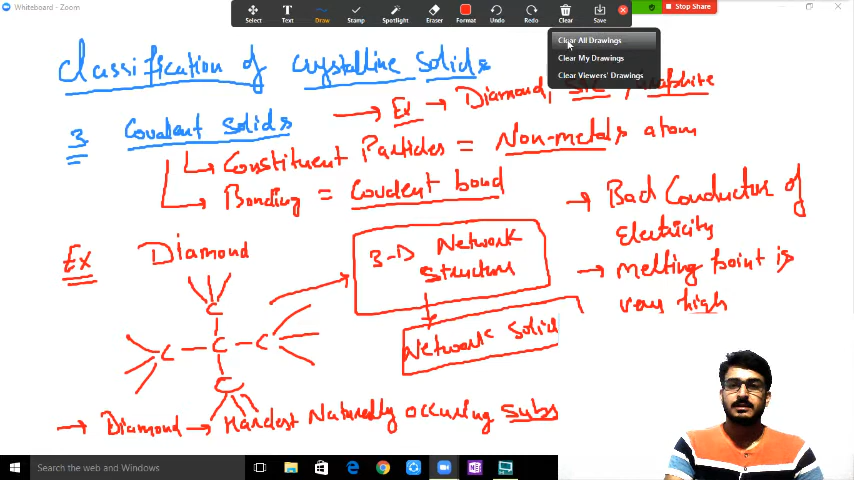 Whiteboard - Zoom
Stop Share
Select Text Draw Stamp Spotlight Eraser Format Undo Redo Clear Save
Clear All Drawings
Clear My Drawings
Clear Viewers' Drawings
Classification of crystalline solids
3 Covalent solids
→ Ex → Diamond, SiC, Graphite
Constituent Particles = Non-metals atom
Bonding = Covalent bond
→ Bad Conductor of
Electricity
→ Melting point is
very high
Ex Diamond
3-D Network
Structure
Network Solid
C
C C C
C
→ Diamond → Hardest Naturally occuring Subs
Search the web and Windows